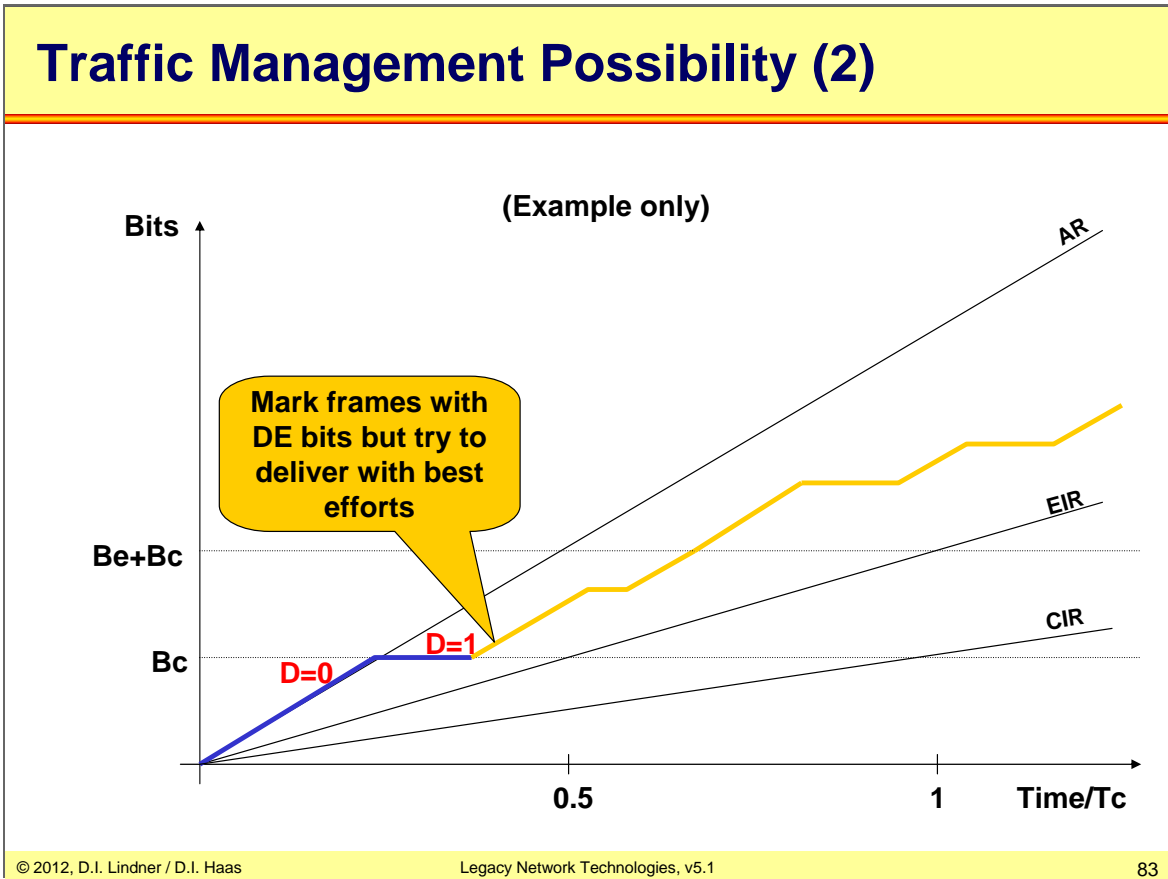 Traffic Management Possibility (2)
(Example only)
Bits
AR
Mark frames with
DE bits but try to
deliver with best
efforts
EIR
Be+Bc
CIR
D=1
Bc
D=0
0.5
1
Time/Tc
© 2012, D.I. Lindner / D.I. Haas
Legacy Network Technologies, v5.1
83